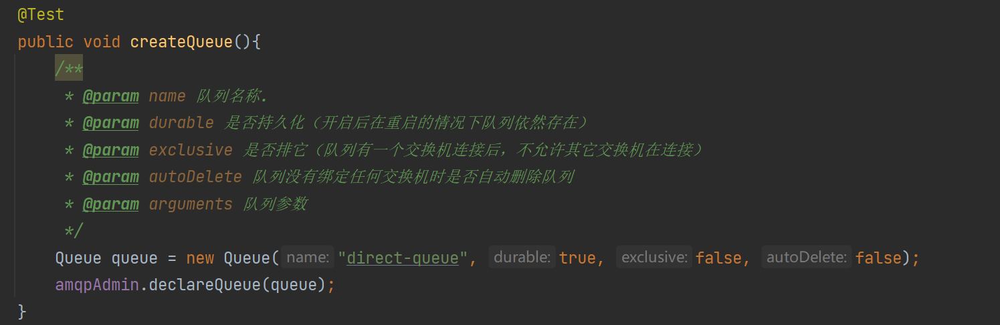 @Test
public void createQueue(){
/**
* @param name 队列名称.
* @param durable 是否持久化（开启后在重启的情况下队列依然存在）
* @param exclusive 是否排它（队列有一个交换机连接后，不允许其它交换机在连接）
* @param autoDelete 队列没有绑定任何交换机时是否自动删除队列
* @param arguments 队列参数
*/
Queue queue = new Queue( name: "direct-queue", durable: true, exclusive: false, autoDelete: false);
amqpAdmin.declareQueue(queue);
}